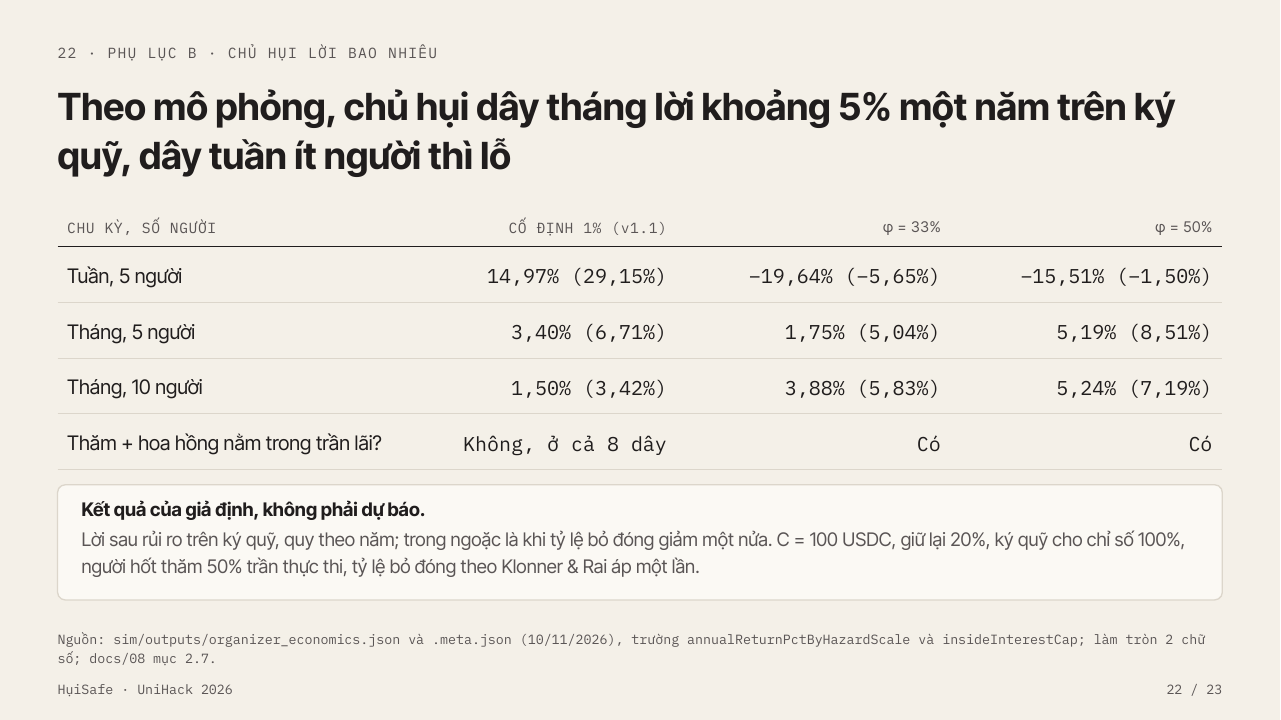 22 · PHỤ LỤC B · CHỦ HỤI LỜI BAO NHIÊU
Theo mô phỏng, chủ hụi dây tháng lời khoảng 5% một năm trên ký
quỹ, dây tuần ít người thì lỗ
CHU KỲ, SỐ NGƯỜI CỐ ĐỊNH 1% (v1.1) φ = 33% φ = 50%
Tuần, 5 người 14,97% (29,15%) −19,64% (−5,65%) −15,51% (−1,50%)
Tháng, 5 người 3,40% (6,71%) 1,75% (5,04%) 5,19% (8,51%)
Tháng, 10 người 1,50% (3,42%) 3,88% (5,83%) 5,24% (7,19%)
Thăm + hoa hồng nằm trong trần lãi? Không, ở cả 8 dây Có Có
Kết quả của giả định, không phải dự báo.
Lời sau rủi ro trên ký quỹ, quy theo năm; trong ngoặc là khi tỷ lệ bỏ đóng giảm một nửa. C = 100 USDC, giữ lại 20%, ký quỹ cho chỉ số 100%,
người hốt thăm 50% trần thực thi, tỷ lệ bỏ đóng theo Klonner & Rai áp một lần.
Nguồn: sim/outputs/organizer_economics.json và .meta.json (10/11/2026), trường annualReturnPctByHazardScale và insideInterestCap; làm tròn 2 chữ
số; docs/08 mục 2.7.
HụiSafe · UniHack 2026 22 / 23